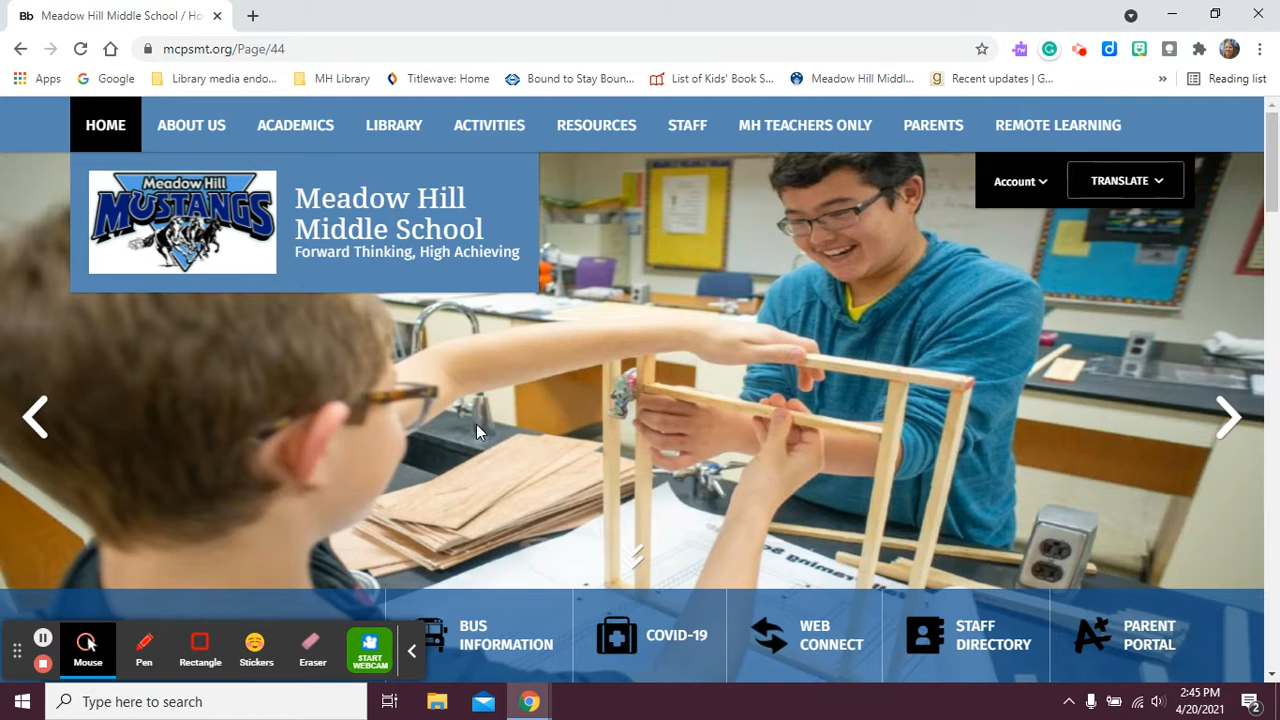 Bb Meadow Hill Middle School / Ho
mcpsmt.org/Page/44
Apps Google Library media endo... MH Library Titlewave: Home Bound to Stay Boun... List of Kids' Book S... Meadow Hill Middl... Recent updates | G... » Reading list
HOME ABOUT US ACADEMICS LIBRARY ACTIVITIES RESOURCES STAFF MH TEACHERS ONLY PARENTS REMOTE LEARNING
Account TRANSLATE
Meadow Hill
MUSTANGS
Meadow Hill
Middle School
Forward Thinking, High Achieving
BUS
INFORMATION
COVID-19
WEB
CONNECT
STAFF
DIRECTORY
PARENT
PORTAL
Mouse Pen Rectangle Stickers Eraser START
WEBCAM
Type here to search
2:45 PM
4/20/2021
2